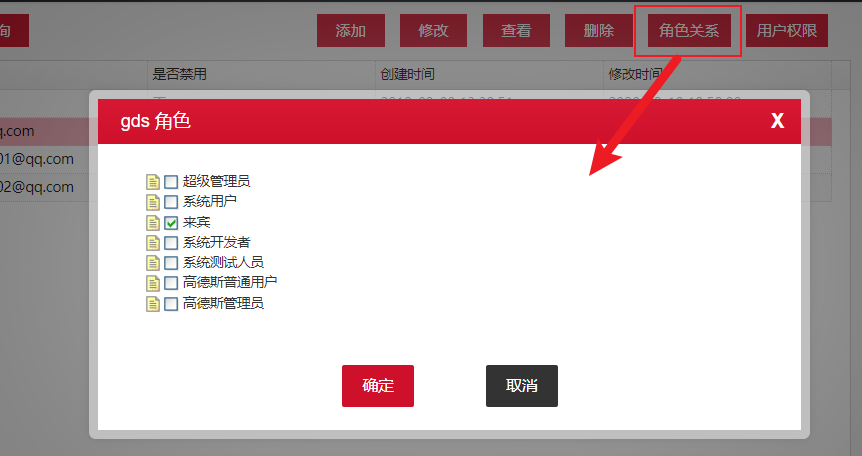 添加 修改 查看 删除 角色关系 用户权限
是否禁用 创建时间 修改时间
gds 角色 X
q.com
超级管理员
01@qq.com
系统用户
02@qq.com
来宾
系统开发者
系统测试人员
高德斯普通用户
高德斯管理员
确定 取消